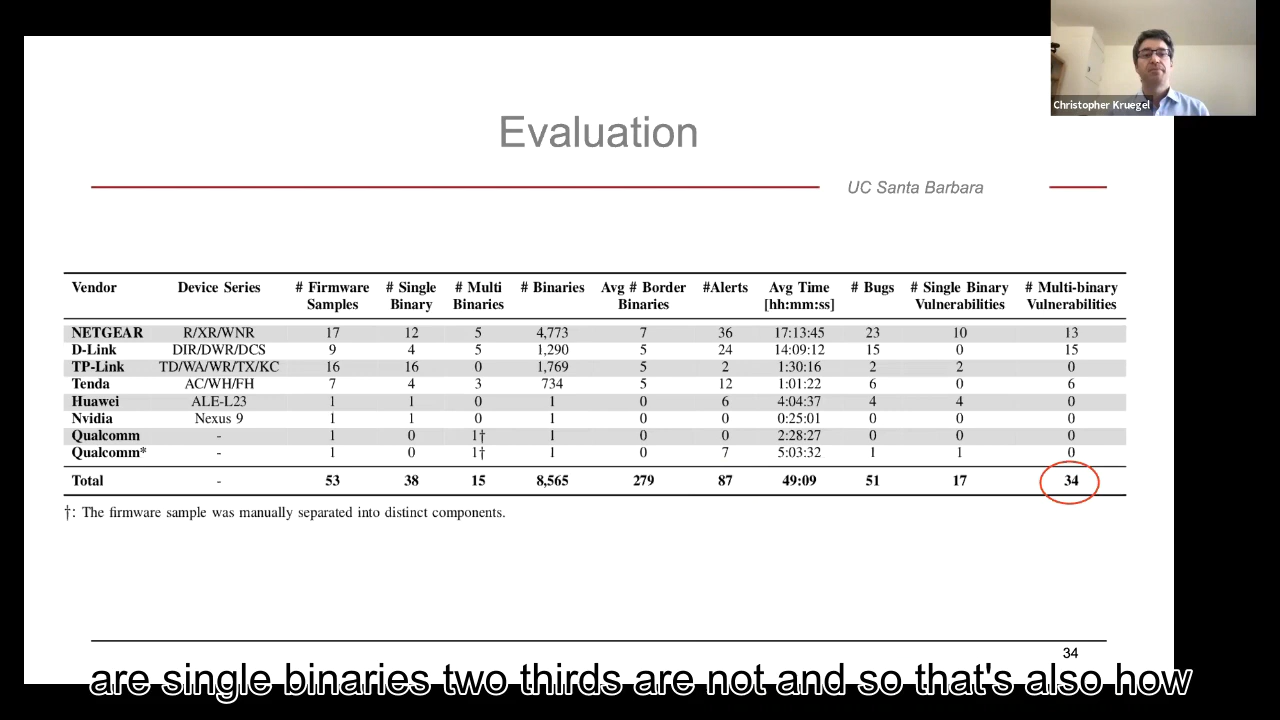 Christopher Kruegel
Evaluation
UC Santa Barbara
Vendor Device Series # Firmware Samples # Single Binary # Multi Binaries # Binaries Avg # Border Binaries #Alerts Avg Time [hh:mm:ss] # Bugs # Single Binary Vulnerabilities # Multi-binary Vulnerabilities
NETGEAR R/XR/WNR 17 12 5 4,773 7 36 17:13:45 23 10 13
D-Link DIR/DWR/DCS 9 4 5 1,290 5 24 14:09:12 15 0 15
TP-Link TD/WA/WR/TX/KC 16 16 0 1,769 5 2 1:30:16 2 2 0
Tenda AC/WH/FH 7 4 3 734 5 12 1:01:22 6 0 6
Huawei ALE-L23 1 1 0 1 0 6 4:04:37 4 4 0
Nvidia Nexus 9 1 1 0 1 0 0 0:25:01 0 0 0
Qualcomm - 1 0 1† 1 0 0 2:28:27 0 0 0
Qualcomm* - 1 0 1† 1 0 7 5:03:32 1 1 0
Total - 53 38 15 8,565 279 87 49:09 51 17 34
†: The firmware sample was manually separated into distinct components.
34
are single binaries two thirds are not and so that's also how